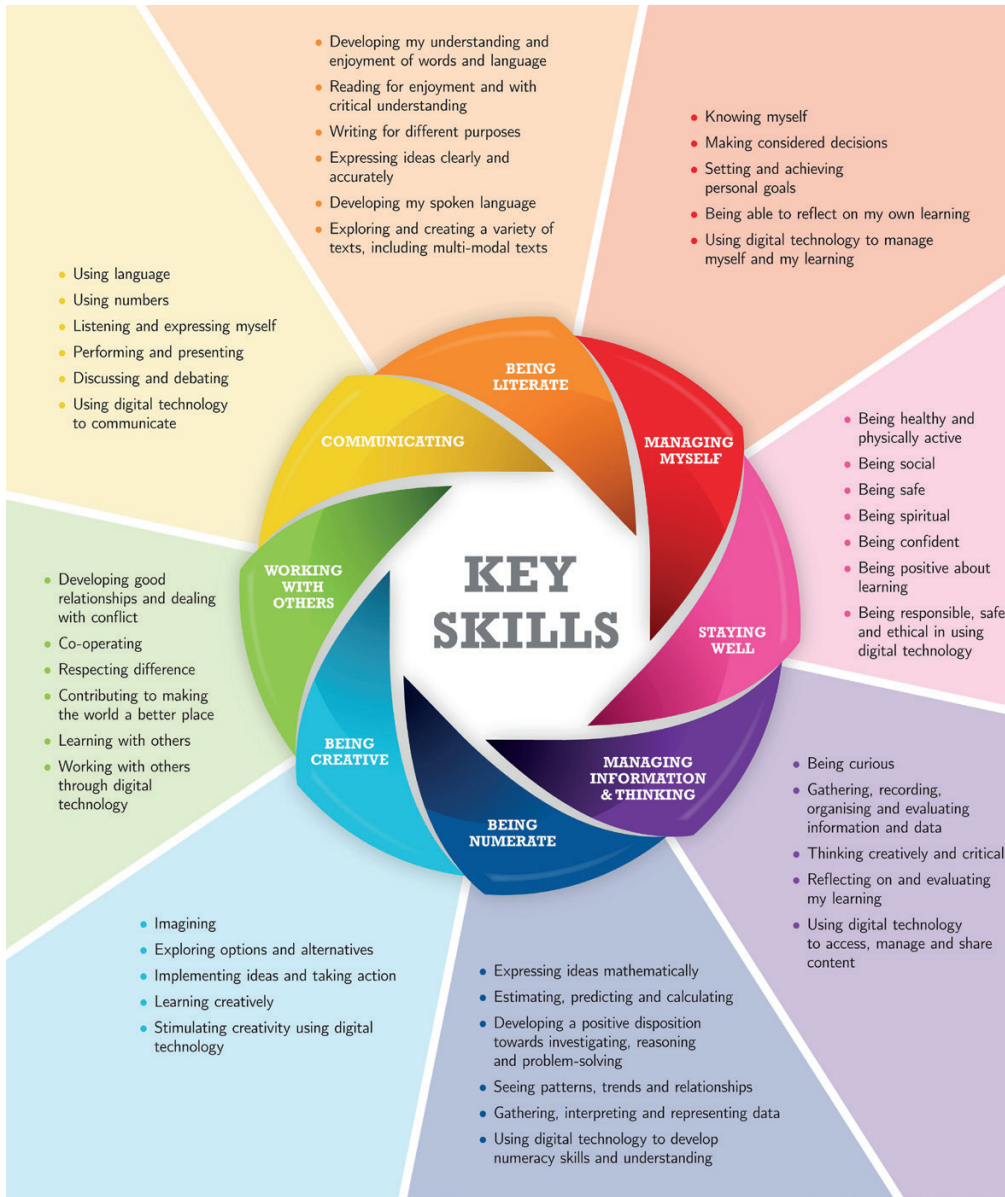 • Developing my understanding and
enjoyment of words and language
• Reading for enjoyment and with
critical understanding
• Writing for different purposes
• Expressing ideas clearly and
accurately
• Developing my spoken language
• Exploring and creating a variety of
texts, including multi-modal texts
• Knowing myself
• Making considered decisions
• Setting and achieving
personal goals
• Being able to reflect on my own learning
• Using digital technology to manage
myself and my learning
• Using language
• Using numbers
• Listening and expressing myself
• Performing and presenting
• Discussing and debating
• Using digital technology
to communicate
BEING
LITERATE
COMMUNICATING
MANAGING
MYSELF
• Being healthy and
physically active
• Being social
• Being safe
• Being spiritual
• Being confident
• Being positive about
learning
• Being responsible, safe
and ethical in using
digital technology
WORKING
WITH
OTHERS
KEY
SKILLS
STAYING
WELL
• Developing good
relationships and dealing
with conflict
• Co-operating
• Respecting difference
• Contributing to making
the world a better place
• Learning with others
• Working with others
through digital
technology
BEING
CREATIVE
MANAGING
INFORMATION
& THINKING
BEING
NUMERATE
• Being curious
• Gathering, recording,
organising and evaluating
information and data
• Thinking creatively and critical
• Reflecting on and evaluating
my learning
• Using digital technology
to access, manage and share
content
• Imagining
• Exploring options and alternatives
• Implementing ideas and taking action
• Learning creatively
• Stimulating creativity using digital
technology
• Expressing ideas mathematically
• Estimating, predicting and calculating
• Developing a positive disposition
towards investigating, reasoning
and problem-solving
• Seeing patterns, trends and relationships
• Gathering, interpreting and representing data
• Using digital technology to develop
numeracy skills and understanding